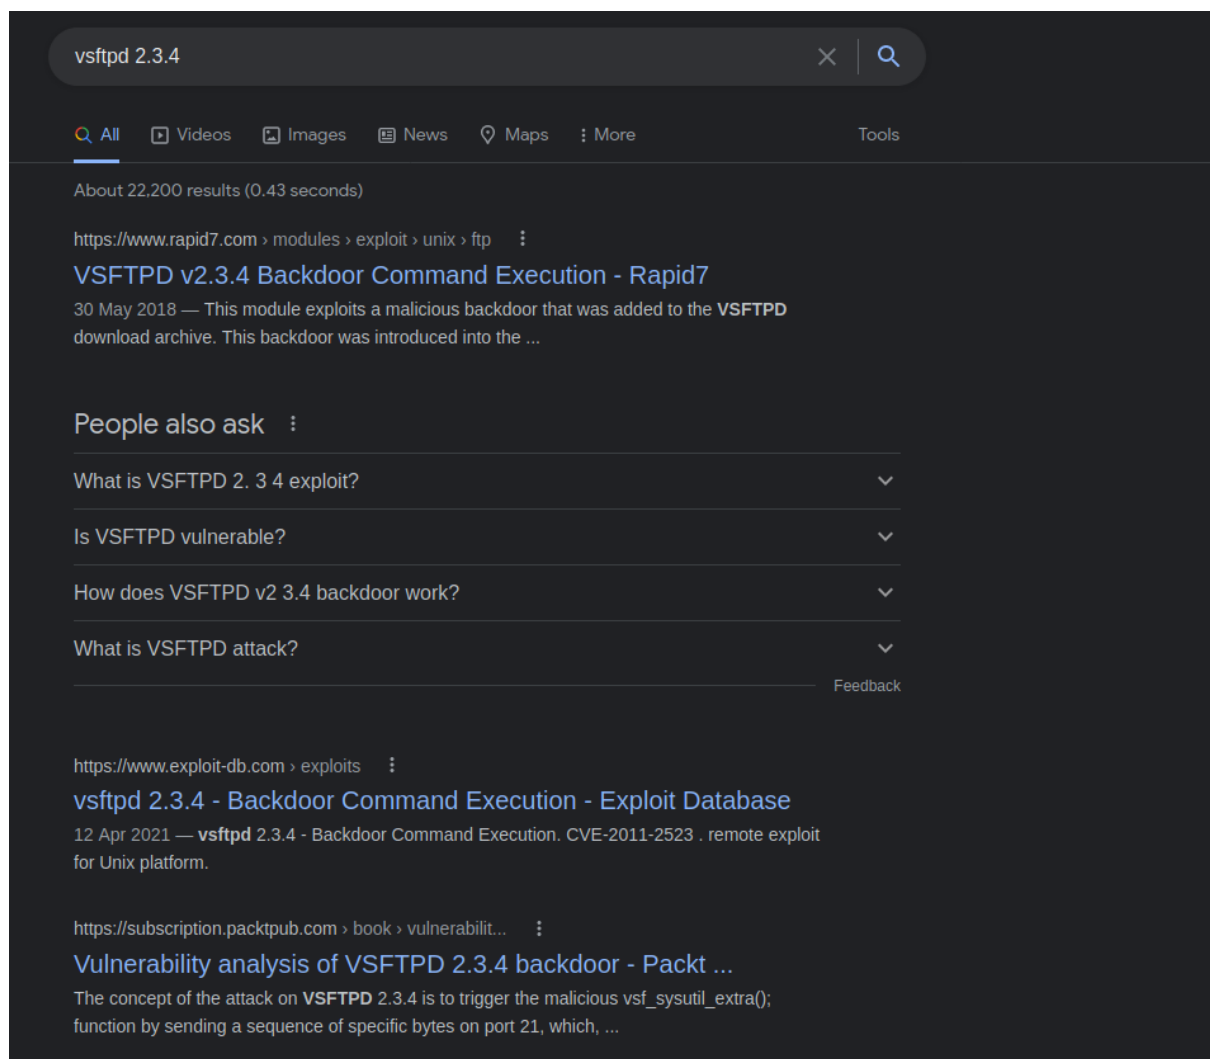 vsftpd 2.3.4
All Videos Images News Maps More Tools
About 22,200 results (0.43 seconds)
https://www.rapid7.com › modules › exploit › unix › ftp
VSFTPD v2.3.4 Backdoor Command Execution - Rapid7
30 May 2018 — This module exploits a malicious backdoor that was added to the VSFTPD
download archive. This backdoor was introduced into the ...
People also ask
What is VSFTPD 2. 3 4 exploit?
Is VSFTPD vulnerable?
How does VSFTPD v2 3.4 backdoor work?
What is VSFTPD attack?
Feedback
https://www.exploit-db.com › exploits
vsftpd 2.3.4 - Backdoor Command Execution - Exploit Database
12 Apr 2021 — vsftpd 2.3.4 - Backdoor Command Execution. CVE-2011-2523 . remote exploit
for Unix platform.
https://subscription.packtpub.com › book › vulnerabilit...
Vulnerability analysis of VSFTPD 2.3.4 backdoor - Packt ...
The concept of the attack on VSFTPD 2.3.4 is to trigger the malicious vsf_sysutil_extra();
function by sending a sequence of specific bytes on port 21, which, ...